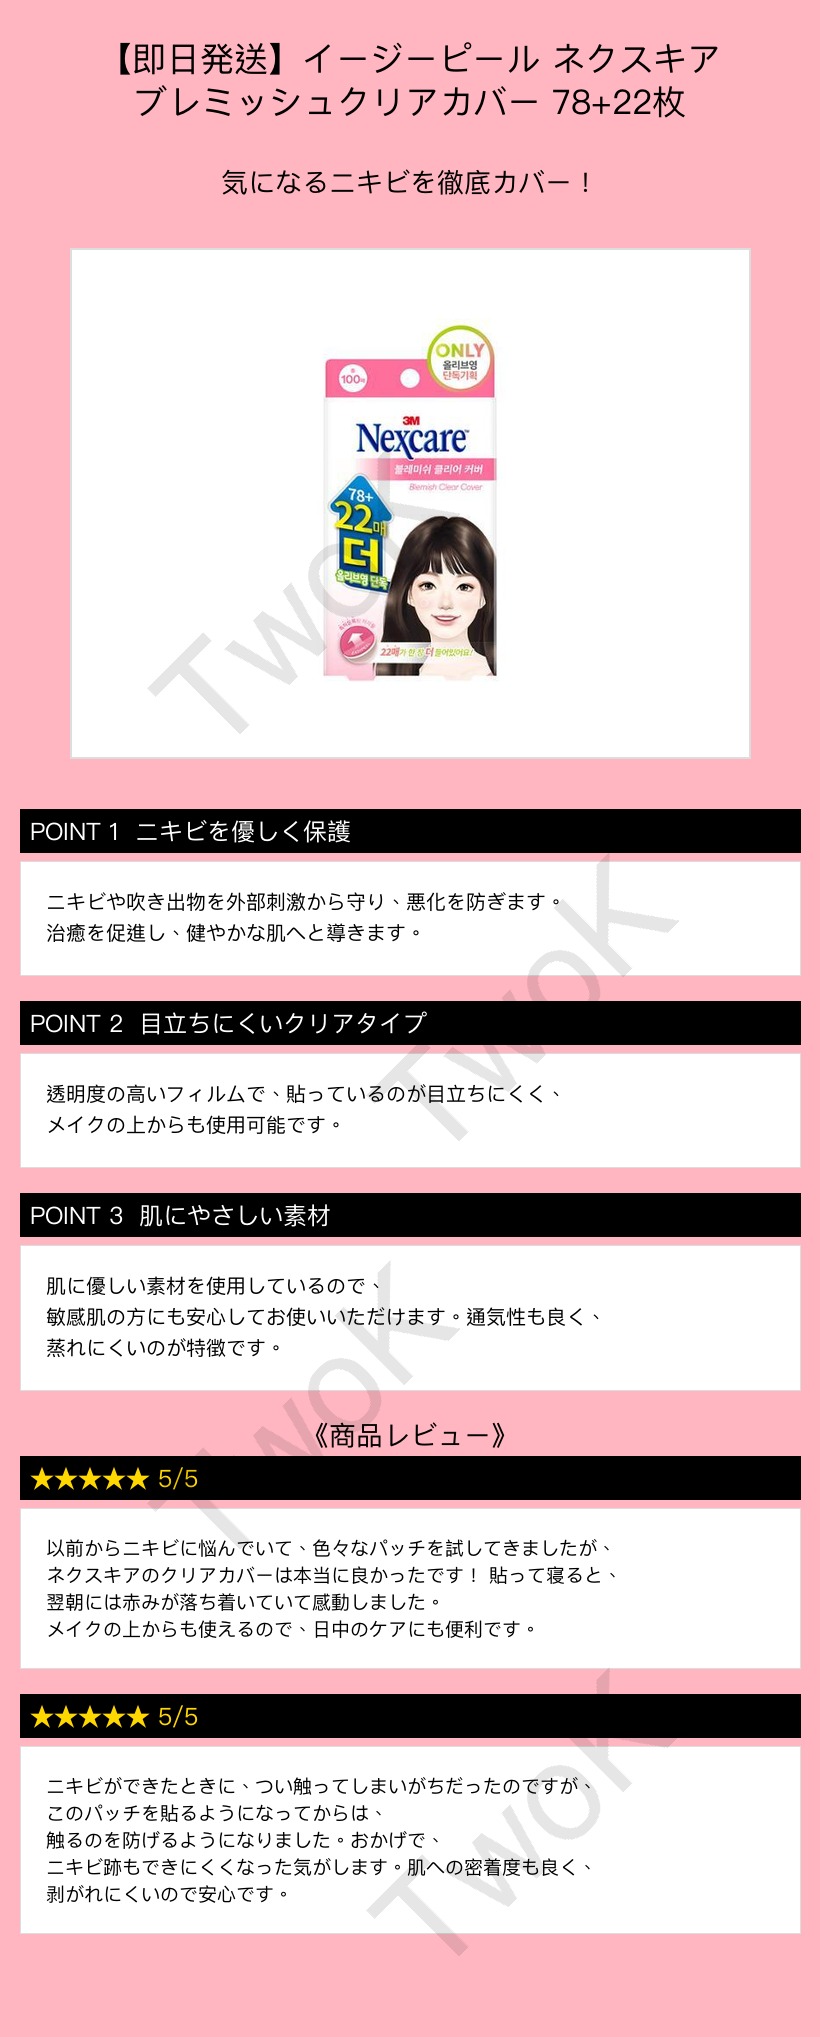 【即日発送】イージーピール ネクスキア
ブレミッシュクリアカバー 78+22枚
気になるニキビを徹底カバー！
ONLY
올리브영
단독기획
총
100매
3M
Nexcare
블레미쉬 클리어 커버
Blemish Clear Cover
78+
22매
더
올리브영 단독
22매가 한 장 더 들어있어요!
TwoK
POINT 1 ニキビを優しく保護
ニキビや吹き出物を外部刺激から守り、悪化を防ぎます。
治癒を促進し、健やかな肌へと導きます。
TwoK
POINT 2 目立ちにくいクリアタイプ
透明度の高いフィルムで、貼っているのが目立ちにくく、
メイクの上からも使用可能です。
POINT 3 肌にやさしい素材
肌に優しい素材を使用しているので、
敏感肌の方にも安心してお使いいただけます。通気性も良く、
蒸れにくいのが特徴です。
TwoK
《商品レビュー》
★★★★★ 5/5
以前からニキビに悩んでいて、色々なパッチを試してきましたが、
ネクスキアのクリアカバーは本当に良かったです！ 貼って寝ると、
翌朝には赤みが落ち着いていて感動しました。
メイクの上からも使えるので、日中のケアにも便利です。
★★★★★ 5/5
ニキビができたときに、つい触ってしまいがちだったのですが、
このパッチを貼るようになってからは、
触るのを防げるようになりました。おかげで、
ニキビ跡もできにくくなった気がします。肌への密着度も良く、
剥がれにくいので安心です。
TwoK